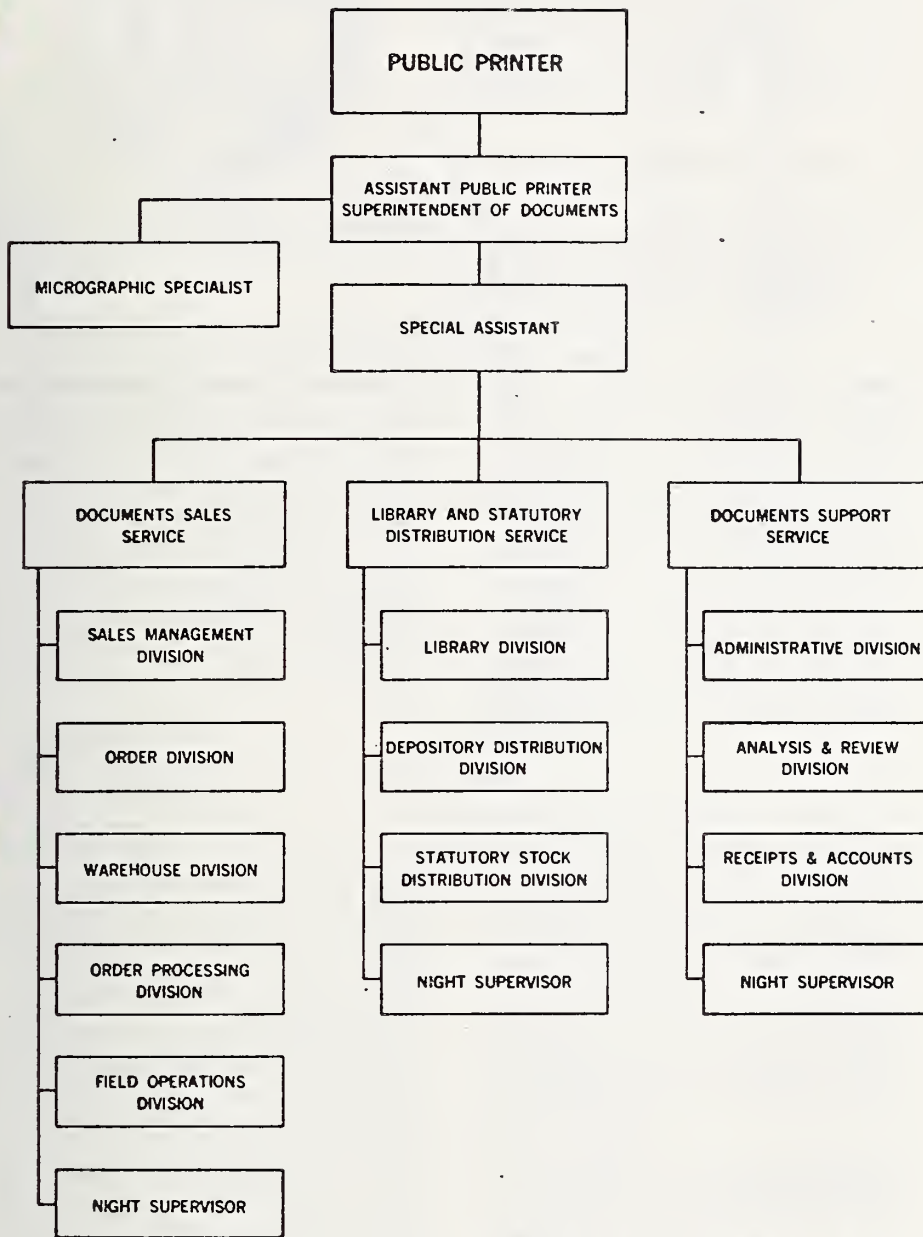 PUBLIC PRINTER
ASSISTANT PUBLIC PRINTER
SUPERINTENDENT OF DOCUMENTS
MICROGRAPHIC SPECIALIST
SPECIAL ASSISTANT
DOCUMENTS SALES
SERVICE
LIBRARY AND STATUTORY
DISTRIBUTION SERVICE
DOCUMENTS SUPPORT
SERVICE
SALES MANAGEMENT
DIVISION
ORDER DIVISION
WAREHOUSE DIVISION
ORDER PROCESSING
DIVISION
FIELD OPERATIONS
DIVISION
NIGHT SUPERVISOR
LIBRARY DIVISION
DEPOSITORY DISTRIBUTION
DIVISION
STATUTORY STOCK
DISTRIBUTION DIVISION
NIGHT SUPERVISOR
ADMINISTRATIVE DIVISION
ANALYSIS & REVIEW
DIVISION
RECEIPTS & ACCOUNTS
DIVISION
NIGHT SUPERVISOR